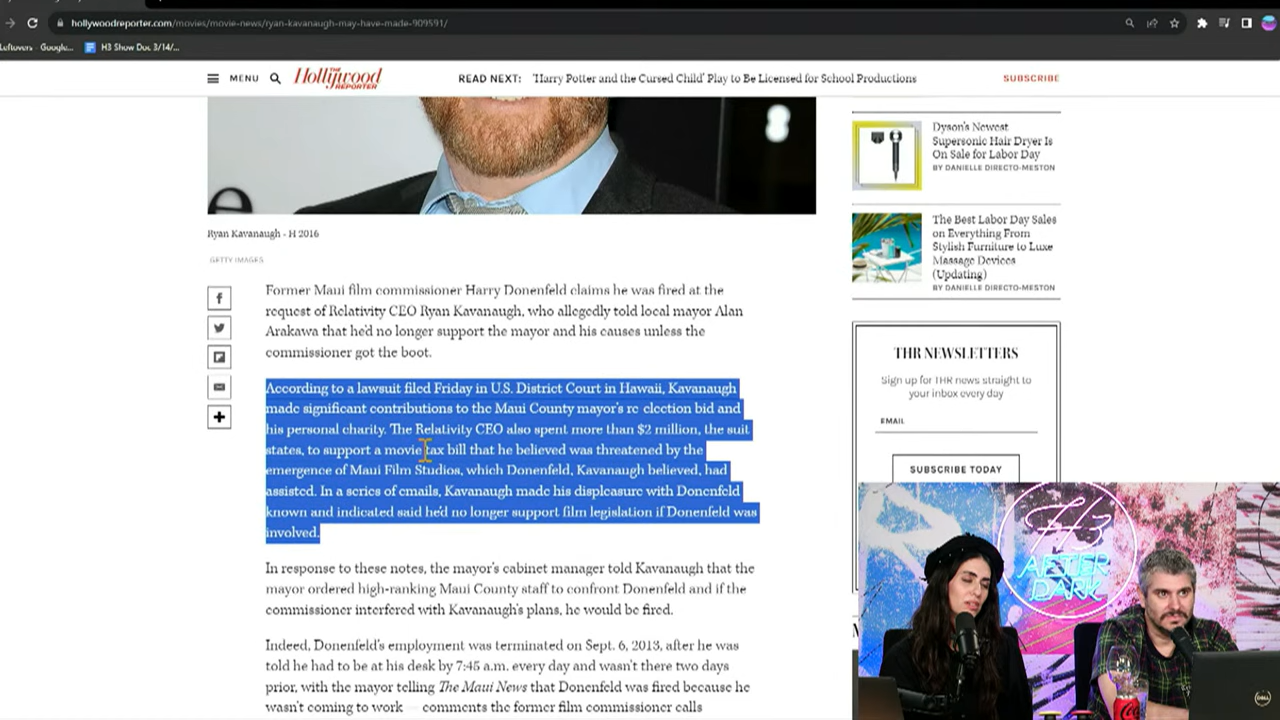 hollywoodreporter.com/movies/movie-news/ryan-kavanaugh-may-have-made-909591/
Leftovers - Google...
H3 Show Doc 3/14/...
MENU
THE
Hollywood
REPORTER
READ NEXT: 'Harry Potter and the Cursed Child' Play to Be Licensed for School Productions
SUBSCRIBE
e
Ryan Kavanaugh - H 2016
GETTY IMAGES
Former Maui film commissioner Harry Donenfeld claims he was fired at the
request of Relativity CEO Ryan Kavanaugh, who allegedly told local mayor Alan
Arakawa that he'd no longer support the mayor and his causes unless the
commissioner got the boot.
According to a lawsuit filed Friday in U.S. District Court in Hawaii, Kavanaugh
made significant contributions to the Maui County mayor's re-election bid and
his personal charity. The Relativity CEO also spent more than $2 million, the suit
states, to support a movie tax bill that he believed was threatened by the
emergence of Maui Film Studios, which Donenfeld, Kavanaugh believed, had
assisted. In a series of emails, Kavanaugh made his displeasure with Donenfeld
known and indicated said he'd no longer support film legislation if Donenfeld was
involved.
In response to these notes, the mayor's cabinet manager told Kavanaugh that the
mayor ordered high-ranking Maui County staff to confront Donenfeld and if the
commissioner interfered with Kavanaugh's plans, he would be fired.
Indeed, Donenfeld's employment was terminated on Sept. 6, 2013, after he was
told he had to be at his desk by 7:45 a.m. every day and wasn't there two days
prior, with the mayor telling The Maui News that Donenfeld was fired because he
wasn't coming to work — comments the former film commissioner calls
Dyson's Newest
Supersonic Hair Dryer Is
On Sale for Labor Day
BY DANIELLE DIRECTO-MESTON
The Best Labor Day Sales
on Everything From
Stylish Furniture to Luxe
Massage Devices
(Updating)
BY DANIELLE DIRECTO-MESTON
THR NEWSLETTERS
Sign up for THR news straight to
your inbox every day
EMAIL
SUBSCRIBE TODAY
H3
AFTER
DARK
DELL